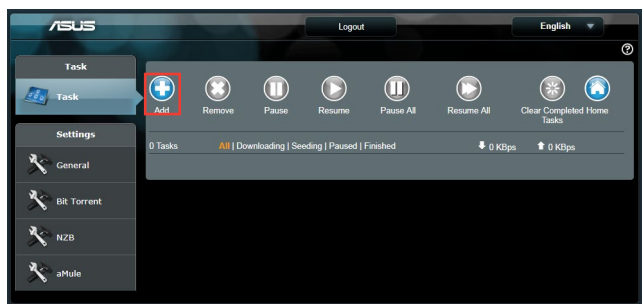 ASUS
Logout
English
Task
Task
Settings
General
Bit Torrent
NZB
aMule
Add
Remove
Pause
Resume
Pause All
Resume All
Clear Completed Tasks
Home
0 Tasks
All | Downloading | Seeding | Paused | Finished
0 KBps
0 KBps